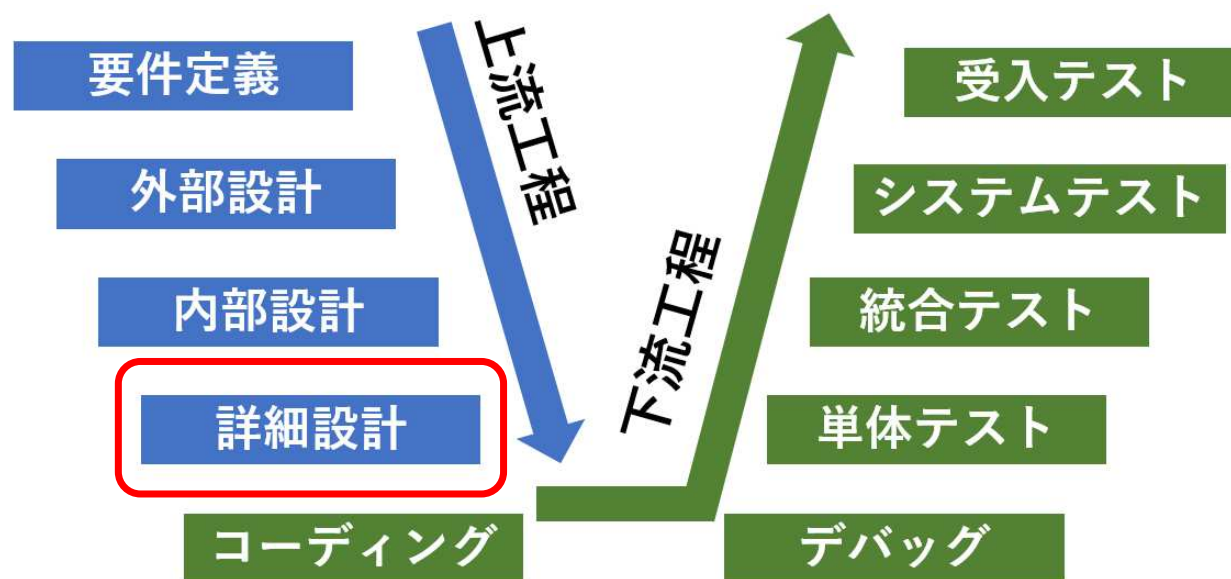 要件定義
外部設計
内部設計
詳細設計
コーディング
上流工程
下流工程
受入テスト
システムテスト
統合テスト
単体テスト
デバッグ